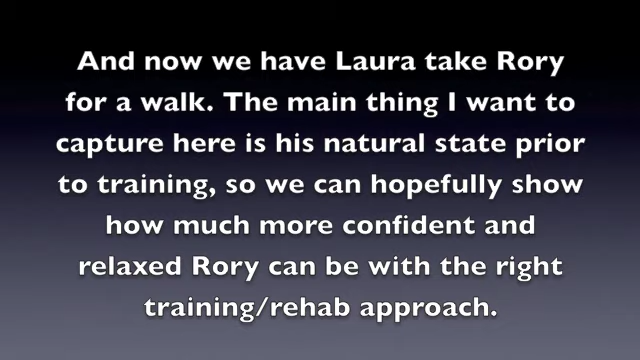 And now we have Laura take Rory
for a walk. The main thing I want to
capture here is his natural state prior
to training, so we can hopefully show
how much more confident and
relaxed Rory can be with the right
training/rehab approach.